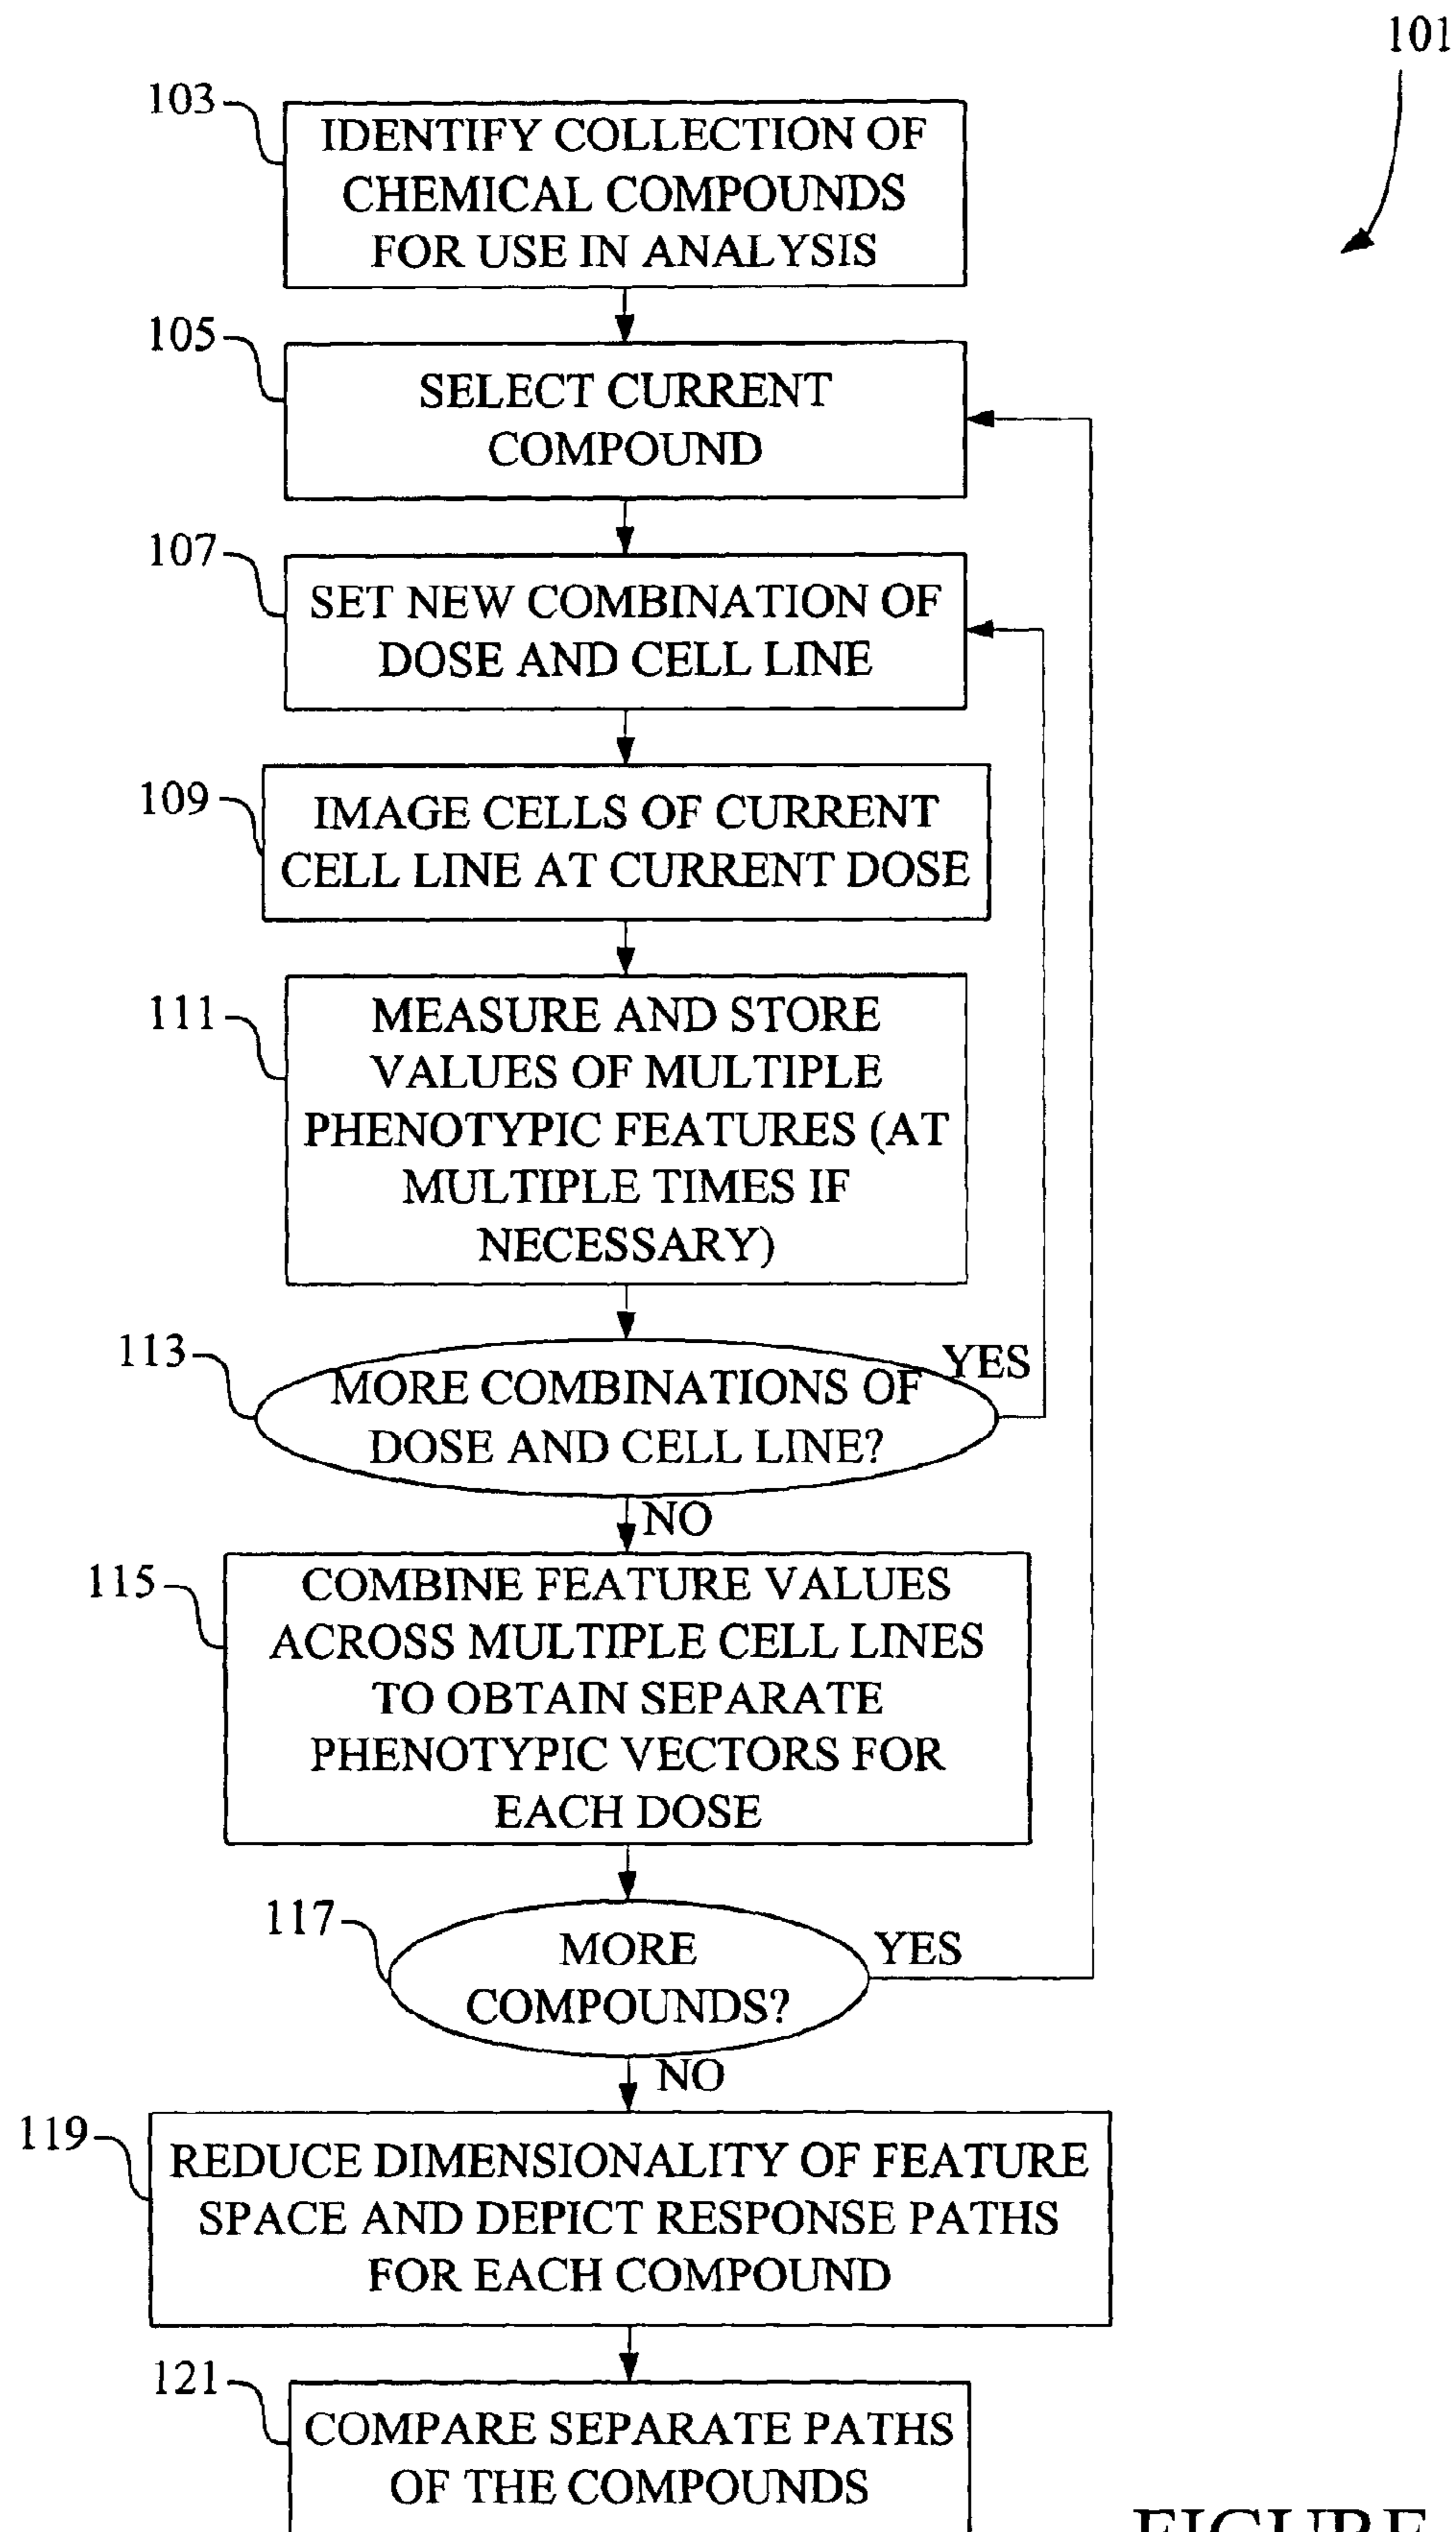 101
103
IDENTIFY COLLECTION OF
CHEMICAL COMPOUNDS
FOR USE IN ANALYSIS
105
SELECT CURRENT
COMPOUND
107
SET NEW COMBINATION OF
DOSE AND CELL LINE
109
IMAGE CELLS OF CURRENT
CELL LINE AT CURRENT DOSE
111
MEASURE AND STORE
VALUES OF MULTIPLE
PHENOTYPIC FEATURES (AT
MULTIPLE TIMES IF
NECESSARY)
113
YES
MORE COMBINATIONS OF
DOSE AND CELL LINE?
NO
115
COMBINE FEATURE VALUES
ACROSS MULTIPLE CELL LINES
TO OBTAIN SEPARATE
PHENOTYPIC VECTORS FOR
EACH DOSE
117
MORE
COMPOUNDS?
YES
NO
119
REDUCE DIMENSIONALITY OF FEATURE
SPACE AND DEPICT RESPONSE PATHS
FOR EACH COMPOUND
121
COMPARE SEPARATE PATHS
OF THE COMPOUNDS
FIGURE